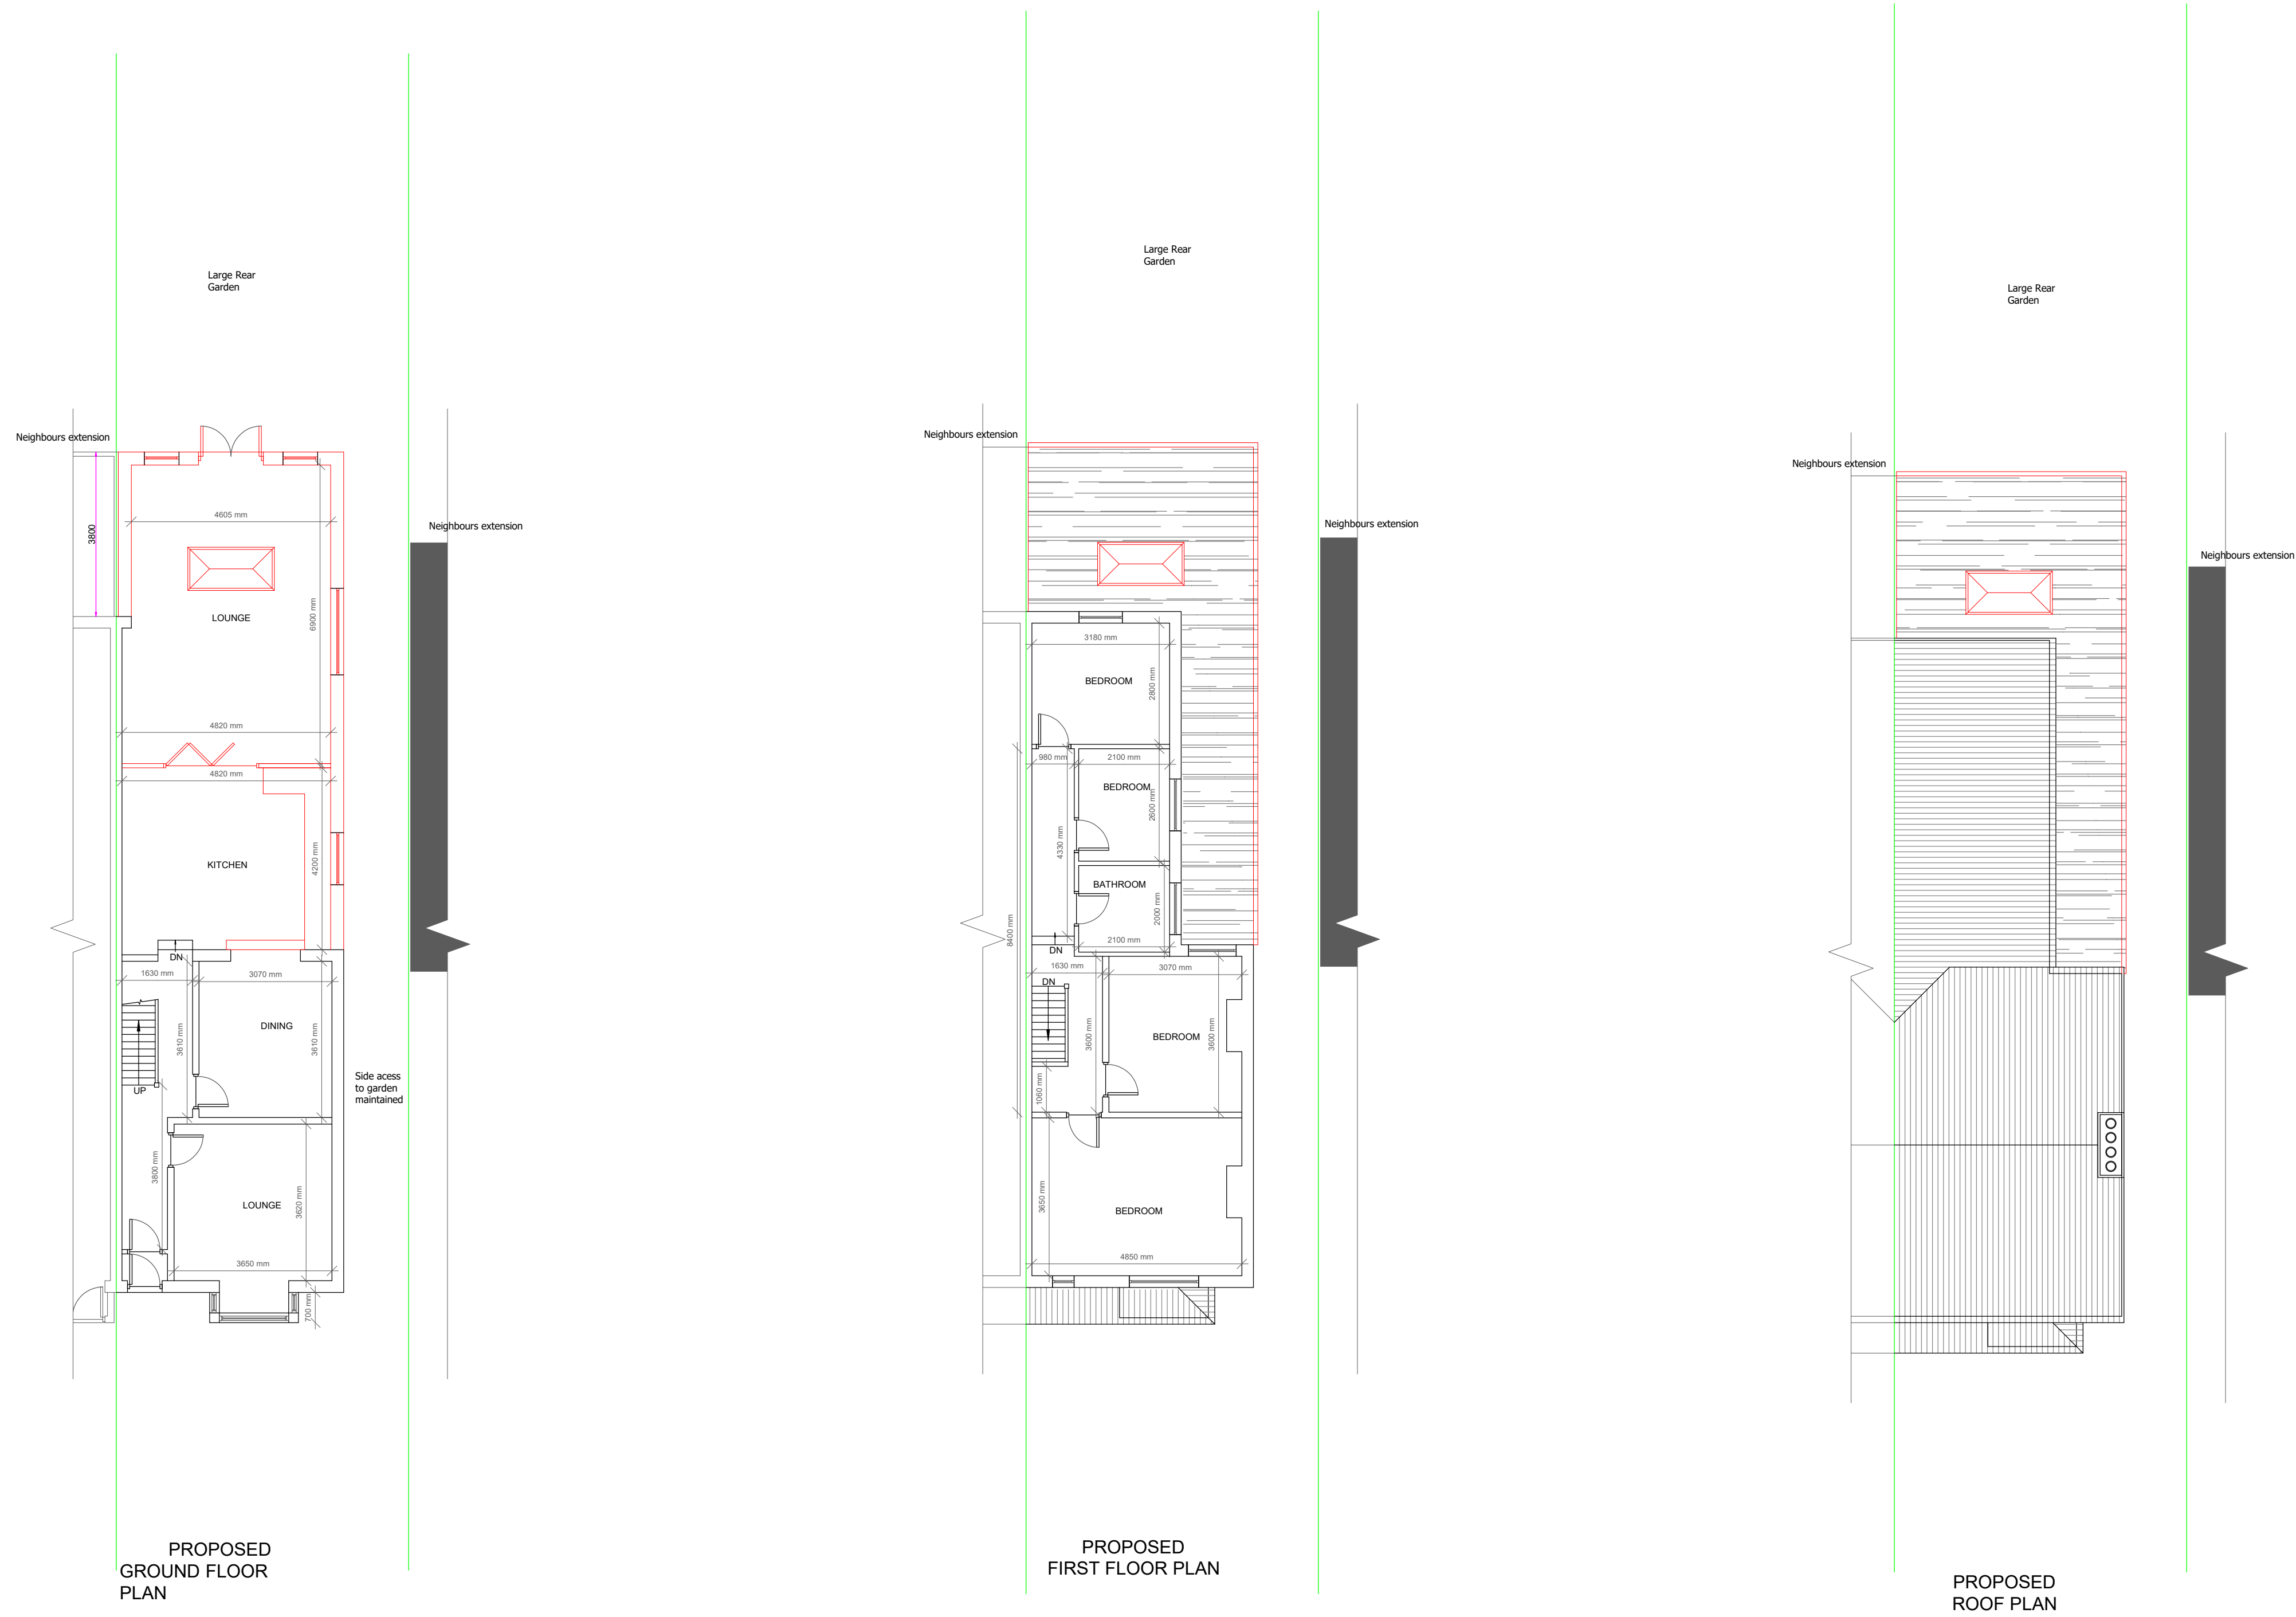 Large Rear
Garden
Neighbours extension
3800
4605 mm
Neighbours extension
LOUNGE
6900 mm
4820 mm
4820 mm
KITCHEN
4200 mm
DN
1630 mm
3070 mm
DINING
3610 mm
3610 mm
UP
Side acess
to garden
maintained
3800 mm
LOUNGE
3620 mm
3650 mm
700 mm
PROPOSED
GROUND FLOOR
PLAN
Large Rear
Garden
Neighbours extension
Neighbours extension
3180 mm
BEDROOM
2800 mm
980 mm
2100 mm
BEDROOM
2600 mm
4330 mm
BATHROOM
2000 mm
8400 mm
2100 mm
DN
1630 mm
3070 mm
DN
BEDROOM
3600 mm
3600 mm
1060 mm
3650 mm
BEDROOM
4850 mm
PROPOSED
FIRST FLOOR PLAN
Large Rear
Garden
Neighbours extension
Neighbours extension
PROPOSED
ROOF PLAN